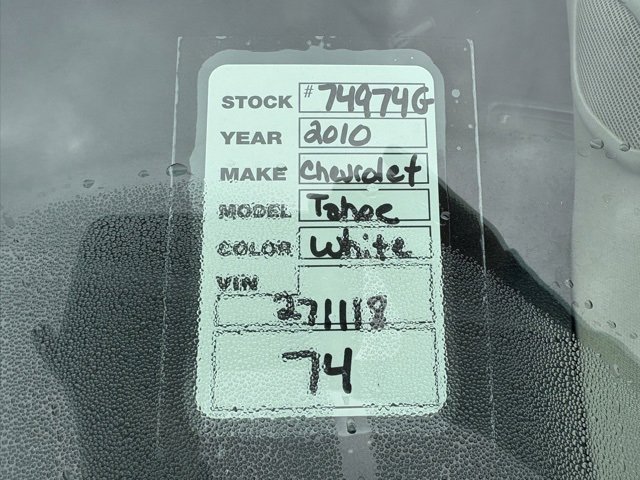 STOCK #74974G
YEAR 2010
MAKE Chevrolet
MODEL Tahoe
COLOR White
VIN
271118
74